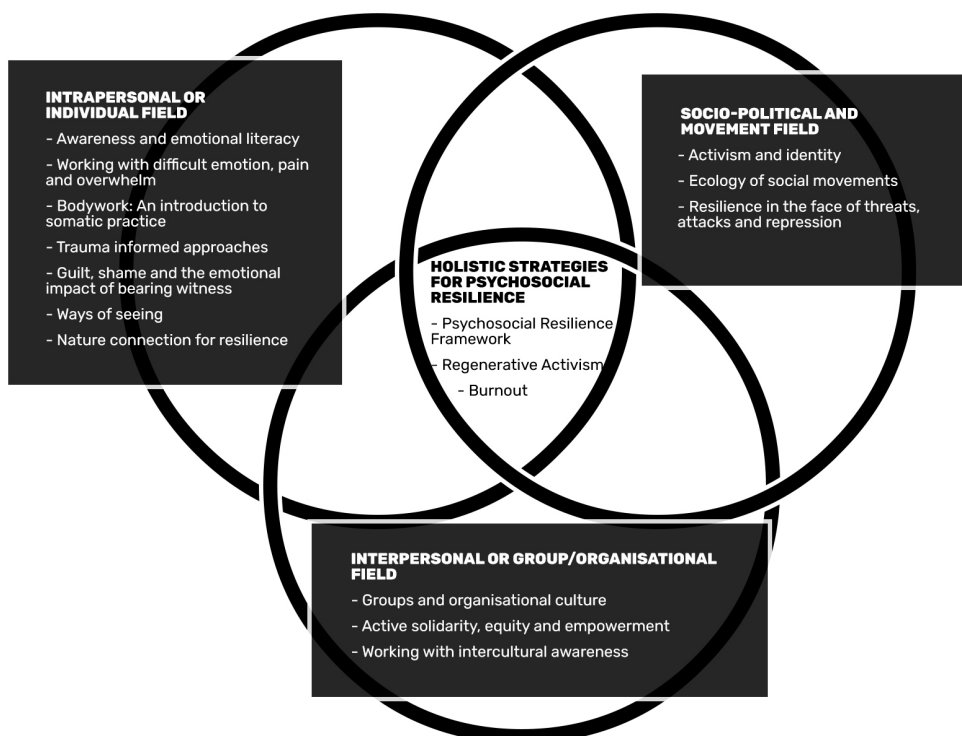 INTRAPERSONAL OR
INDIVIDUAL FIELD
- Awareness and emotional literacy
- Working with difficult emotion, pain
and overwhelm
- Bodywork: An introduction to
somatic practice
- Trauma informed approaches
- Guilt, shame and the emotional
impact of bearing witness
- Ways of seeing
- Nature connection for resilience
SOCIO-POLITICAL AND
MOVEMENT FIELD
- Activism and identity
- Ecology of social movements
- Resilience in the face of threats,
attacks and repression
HOLISTIC STRATEGIES
FOR PSYCHOSOCIAL
RESILIENCE
- Psychosocial Resilience
Framework
- Regenerative Activism
- Burnout
INTERPERSONAL OR GROUP/ORGANISATIONAL
FIELD
- Groups and organisational culture
- Active solidarity, equity and empowerment
- Working with intercultural awareness